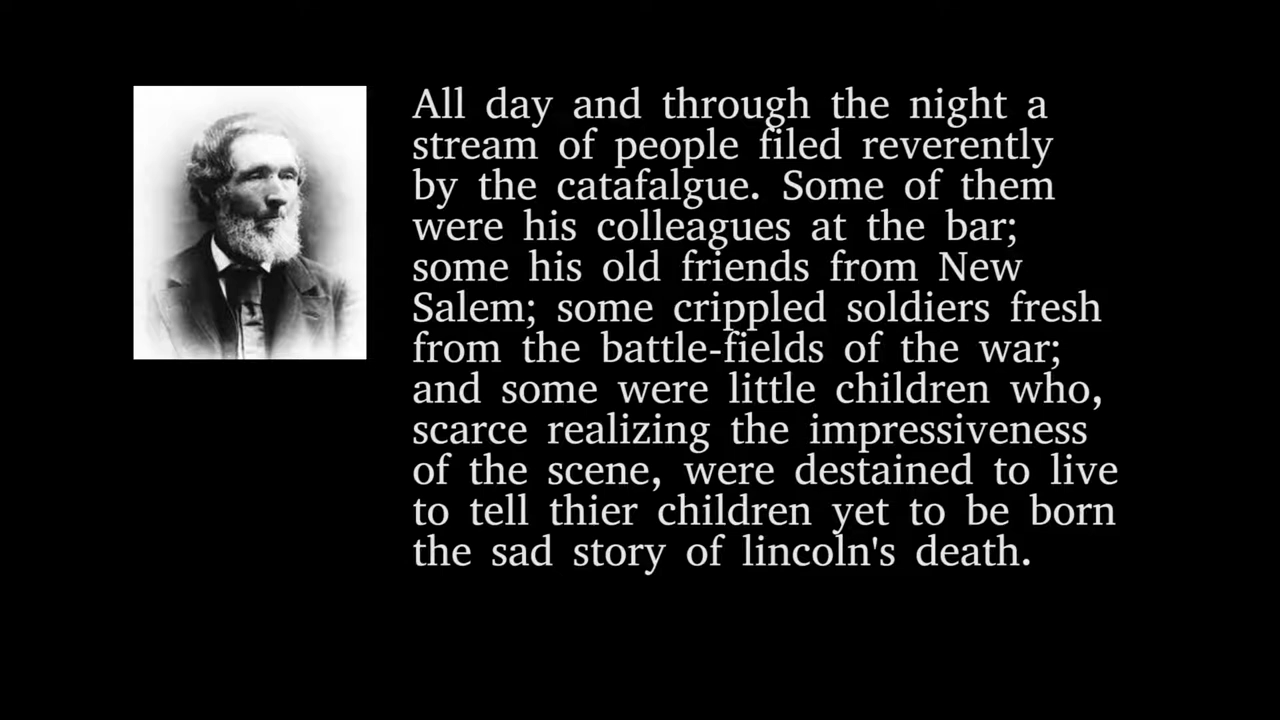 All day and through the night a
stream of people filed reverently
by the catafalgue. Some of them
were his colleagues at the bar;
some his old friends from New
Salem; some crippled soldiers fresh
from the battle-fields of the war;
and some were little children who,
scarce realizing the impressiveness
of the scene, were destained to live
to tell thier children yet to be born
the sad story of lincoln's death.